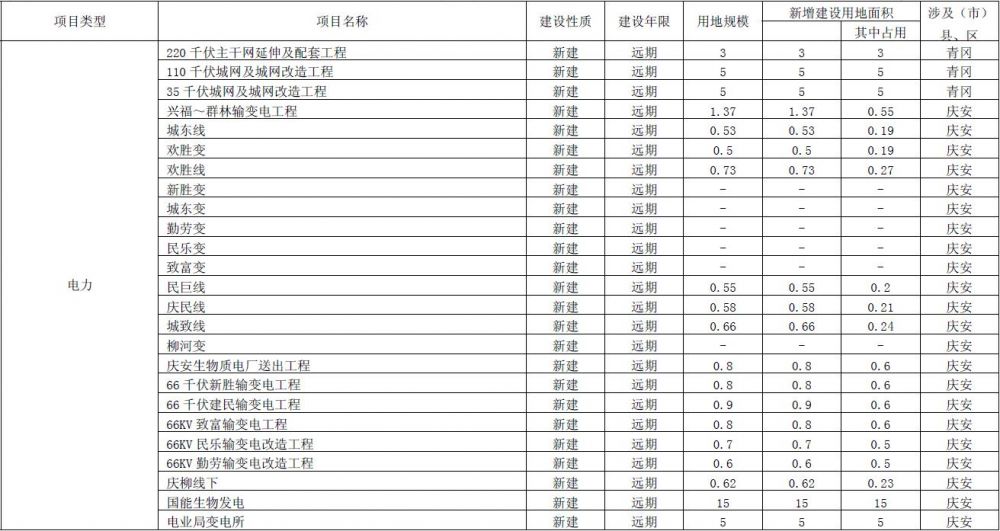 项目类型 项目名称 建设性质 建设年限 用地规模 新增建设用地面积 涉及（市）
其中占用 县、区
电力
220 千伏主干网延伸及配套工程 新建 远期 3 3 3 青冈
110 千伏城网及城网改造工程 新建 远期 5 5 5 青冈
35 千伏城网及城网改造工程 新建 远期 5 5 5 青冈
兴福～群林输变电工程 新建 远期 1.37 1.37 0.55 庆安
城东线 新建 远期 0.53 0.53 0.19 庆安
欢胜变 新建 远期 0.5 0.5 0.19 庆安
欢胜线 新建 远期 0.73 0.73 0.27 庆安
新胜变 新建 远期 - - - 庆安
城东变 新建 远期 - - - 庆安
勤劳变 新建 远期 - - - 庆安
民乐变 新建 远期 - - - 庆安
致富变 新建 远期 - - - 庆安
民巨线 新建 远期 0.55 0.55 0.2 庆安
庆民线 新建 远期 0.58 0.58 0.21 庆安
城致线 新建 远期 0.66 0.66 0.24 庆安
柳河变 新建 远期 - - - 庆安
庆安生物质电厂送出工程 新建 远期 0.8 0.8 0.6 庆安
66 千伏新胜输变电工程 新建 远期 0.8 0.8 0.6 庆安
66 千伏建民输变电工程 新建 远期 0.9 0.9 0.6 庆安
66KV 致富输变电工程 新建 远期 0.8 0.8 0.6 庆安
66KV 民乐输变电改造工程 新建 远期 0.7 0.7 0.5 庆安
66KV 勤劳输变电改造工程 新建 远期 0.6 0.6 0.5 庆安
庆柳线下 新建 远期 0.62 0.62 0.23 庆安
国能生物发电 新建 远期 15 15 15 庆安
电业局变电所 新建 远期 5 5 5 庆安